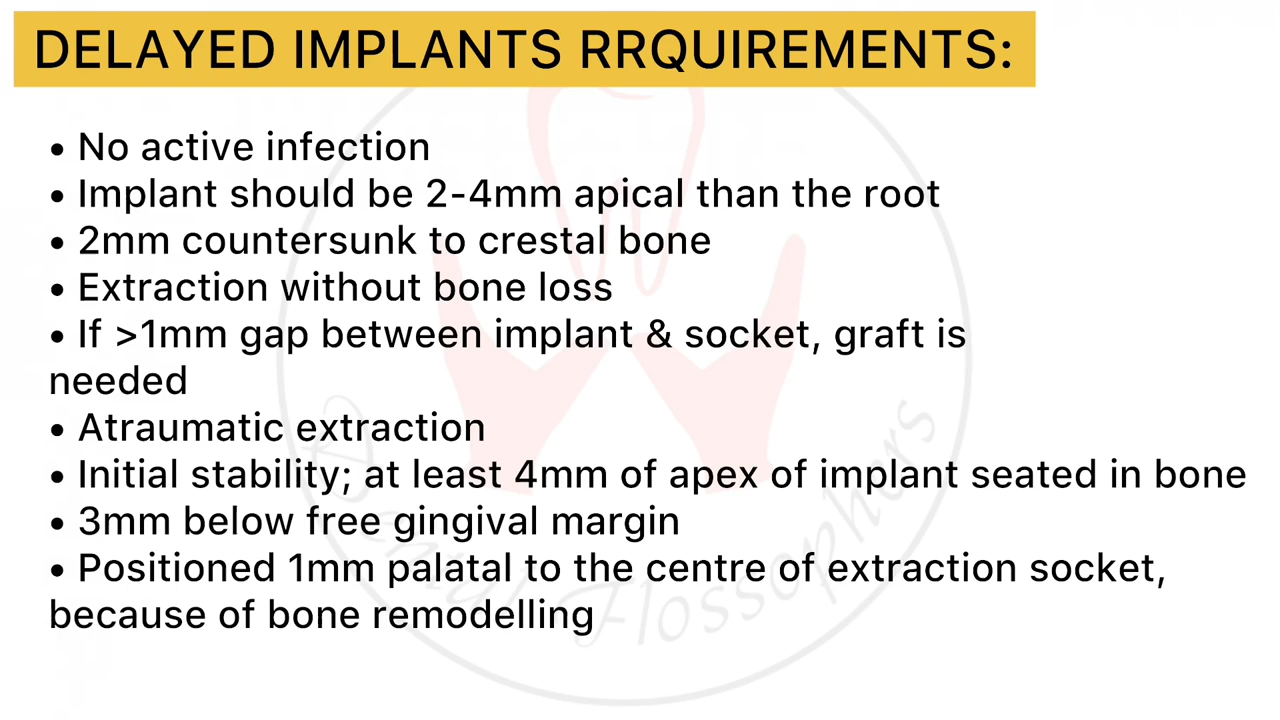 DELAYED IMPLANTS RRQUIREMENTS:
• No active infection
• Implant should be 2-4mm apical than the root
• 2mm countersunk to crestal bone
• Extraction without bone loss
• If >1mm gap between implant & socket, graft is
needed
• Atraumatic extraction
• Initial stability; at least 4mm of apex of implant seated in bone
• 3mm below free gingival margin
• Positioned 1mm palatal to the centre of extraction socket,
because of bone remodelling
Dental Flossophers